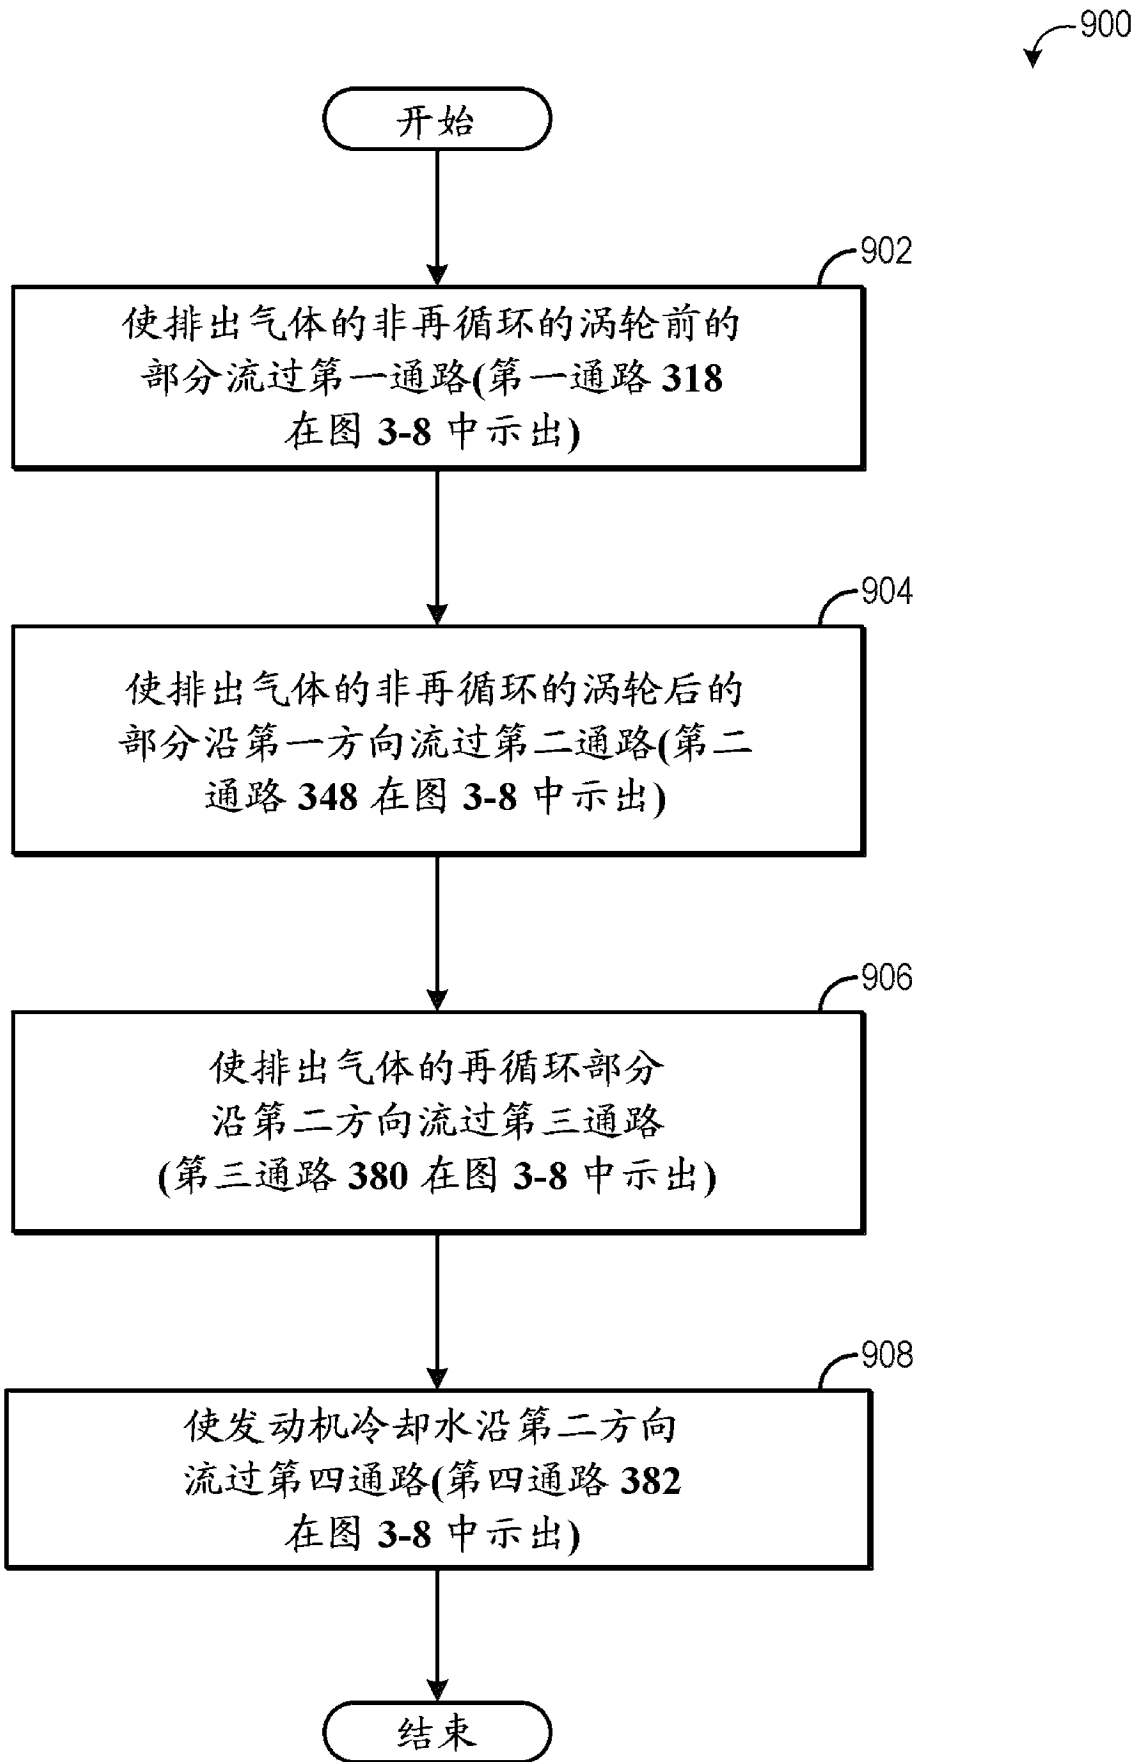 900
开始
902
使排出气体的非再循环的涡轮前的
部分流过第一通路(第一通路 318
在图 3-8 中示出)
904
使排出气体的非再循环的涡轮后的
部分沿第一方向流过第二通路(第二
通路 348 在图 3-8 中示出)
906
使排出气体的再循环部分
沿第二方向流过第三通路
(第三通路 380 在图 3-8 中示出)
908
使发动机冷却水沿第二方向
流过第四通路(第四通路 382
在图 3-8 中示出)
结束